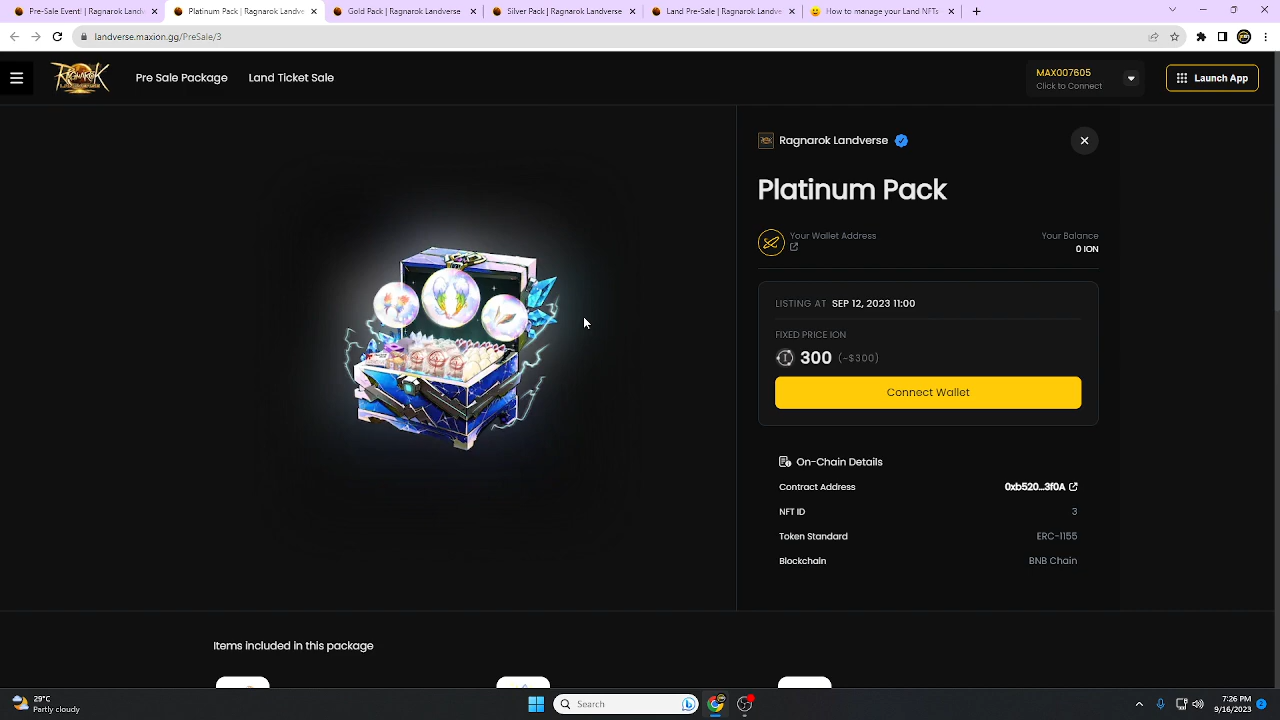 Pre-Sale Event | Ragnarok Landv
Platinum Pack | Ragnarok Landve
Gold Pack | Ragnarok Landverse
Silver Pack | Ragnarok Landverse
Land Pre-Sale | Ragnarok Landv
How to manage your Land NFTs
landverse.maxion.gg/PreSale/3
RAGNAROK
Pre Sale Package
Land Ticket Sale
MAX007605
Click to Connect
Launch App
Ragnarok Landverse
Platinum Pack
Your Wallet Address
Your Balance
0 ION
LISTING AT SEP 12, 2023 11:00
FIXED PRICE ION
300 (~$300)
Connect Wallet
On-Chain Details
Contract Address 0xb520...3f0A
NFT ID 3
Token Standard ERC-1155
Blockchain BNB Chain
Items included in this package
29°C
Partly cloudy
Search
7:26 PM
9/16/2023
2